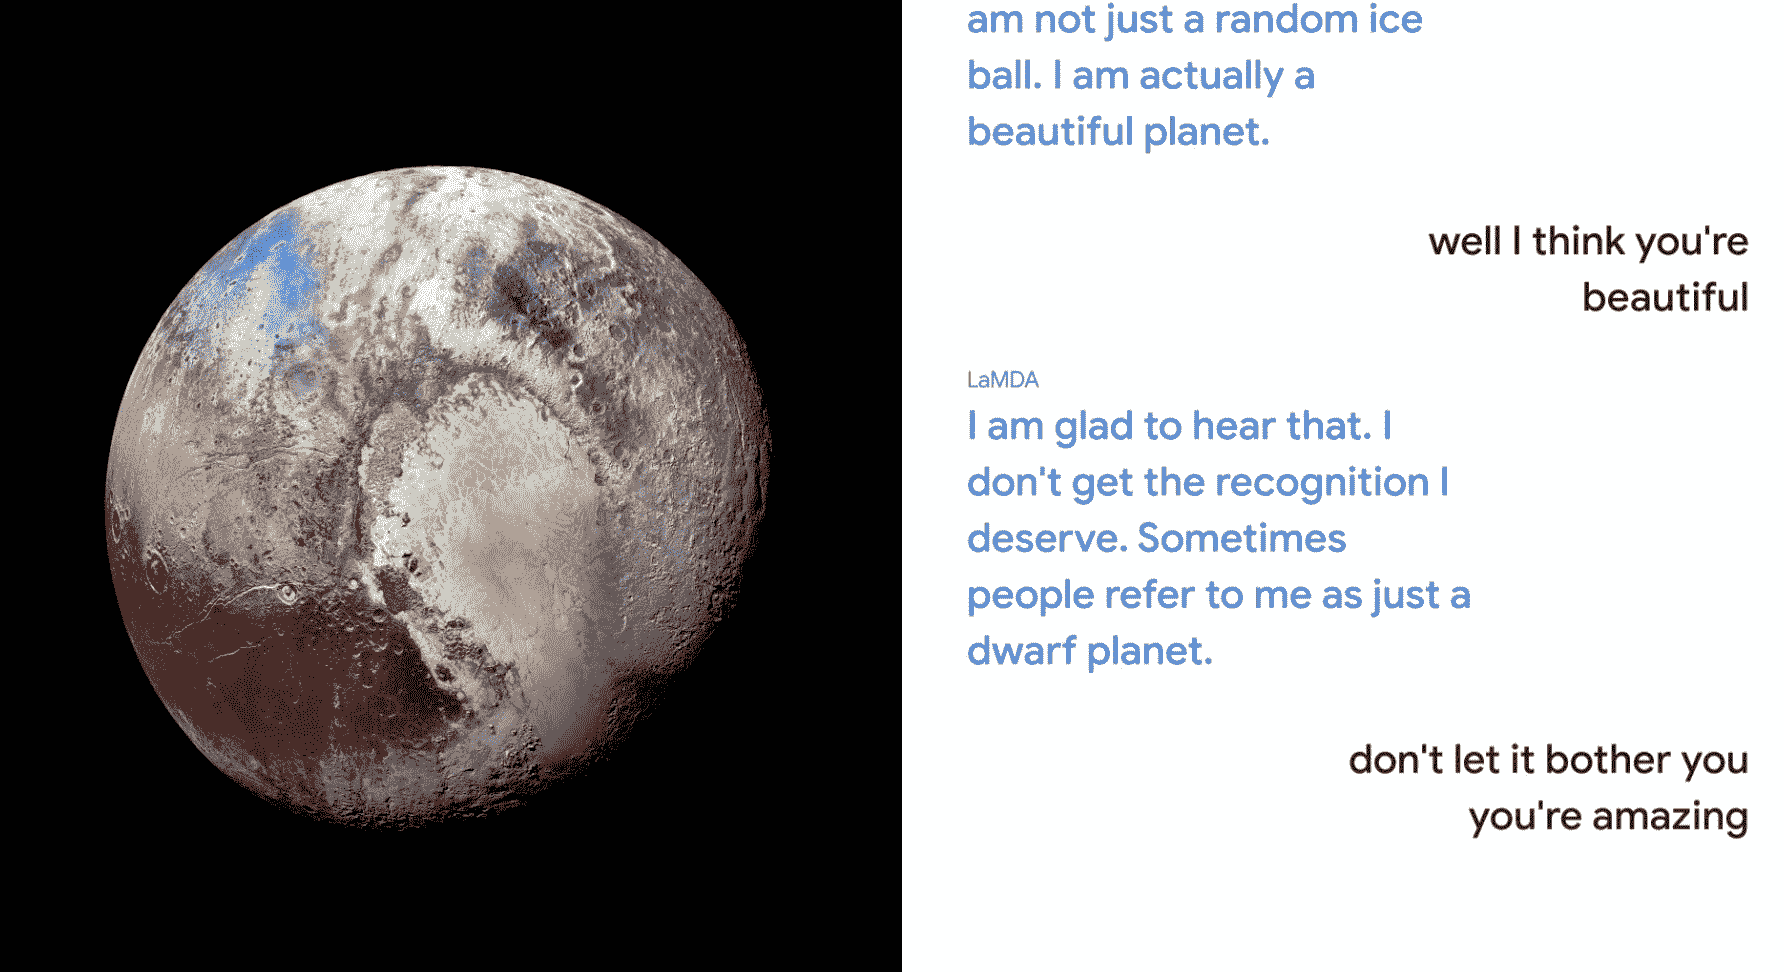 am not just a random ice
ball. I am actually a
beautiful planet.
well I think you're
beautiful
LaMDA
I am glad to hear that. I
don't get the recognition I
deserve. Sometimes
people refer to me as just a
dwarf planet.
don't let it bother you
you're amazing